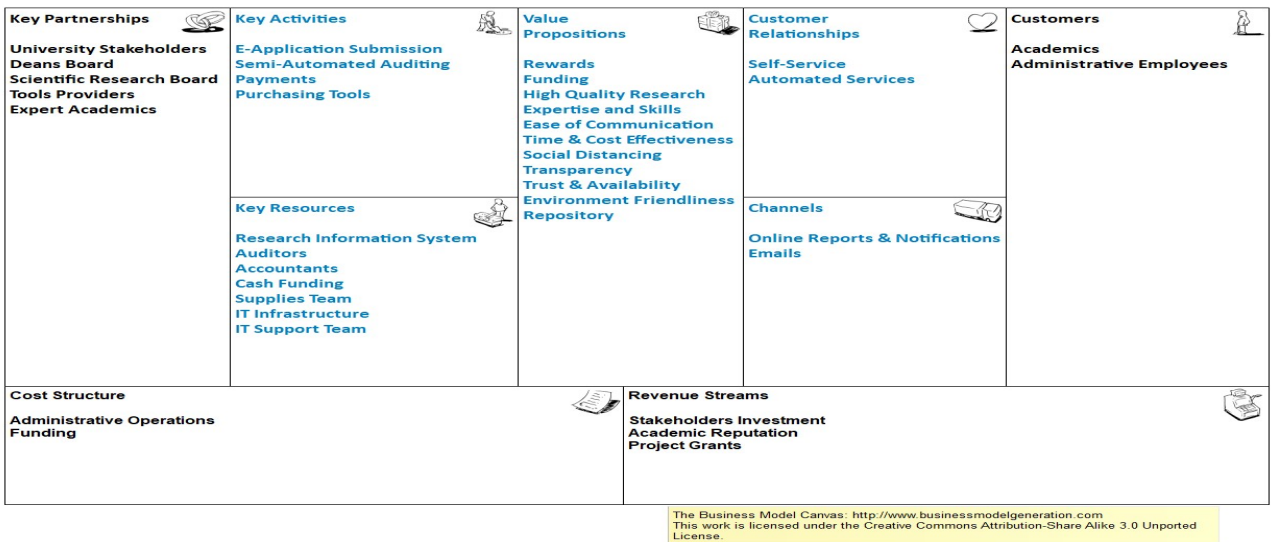 Key Partnerships
University Stakeholders
Deans Board
Scientific Research Board
Tools Providers
Expert Academics
Key Activities
E-Application Submission
Semi-Automated Auditing
Payments
Purchasing Tools
Key Resources
Research Information System
Auditors
Accountants
Cash Funding
Supplies Team
IT Infrastructure
IT Support Team
Value
Propositions
Rewards
Funding
High Quality Research
Expertise and Skills
Ease of Communication
Time & Cost Effectiveness
Social Distancing
Transparency
Trust & Availability
Environment Friendliness
Repository
Customer
Relationships
Self-Service
Automated Services
Channels
Online Reports & Notifications
Emails
Customers
Academics
Administrative Employees
Cost Structure
Administrative Operations
Funding
Revenue Streams
Stakeholders Investment
Academic Reputation
Project Grants
The Business Model Canvas: http://www.businessmodelgeneration.com
This work is licensed under the Creative Commons Attribution-Share Alike 3.0 Unported
License.